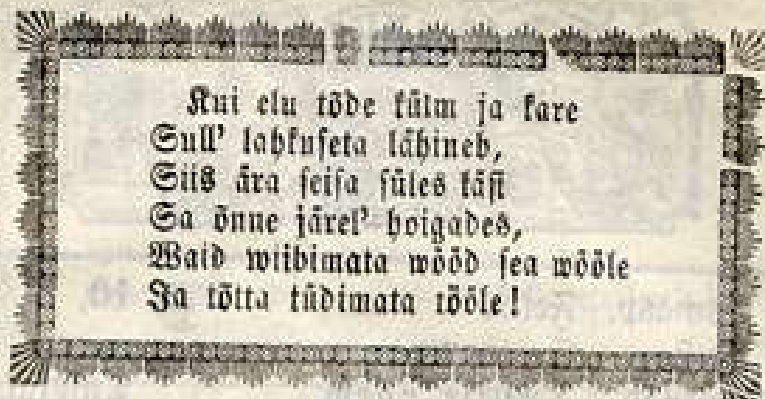 Kui elu tõde külm ja kare
Sull' lahkuseta lähineb,
Siis ära seisa süles käsi
Sa õnne järel' hoigades,
Waid wiibimata wööd sea wööle
Ja tõtta tüdimata tööle!